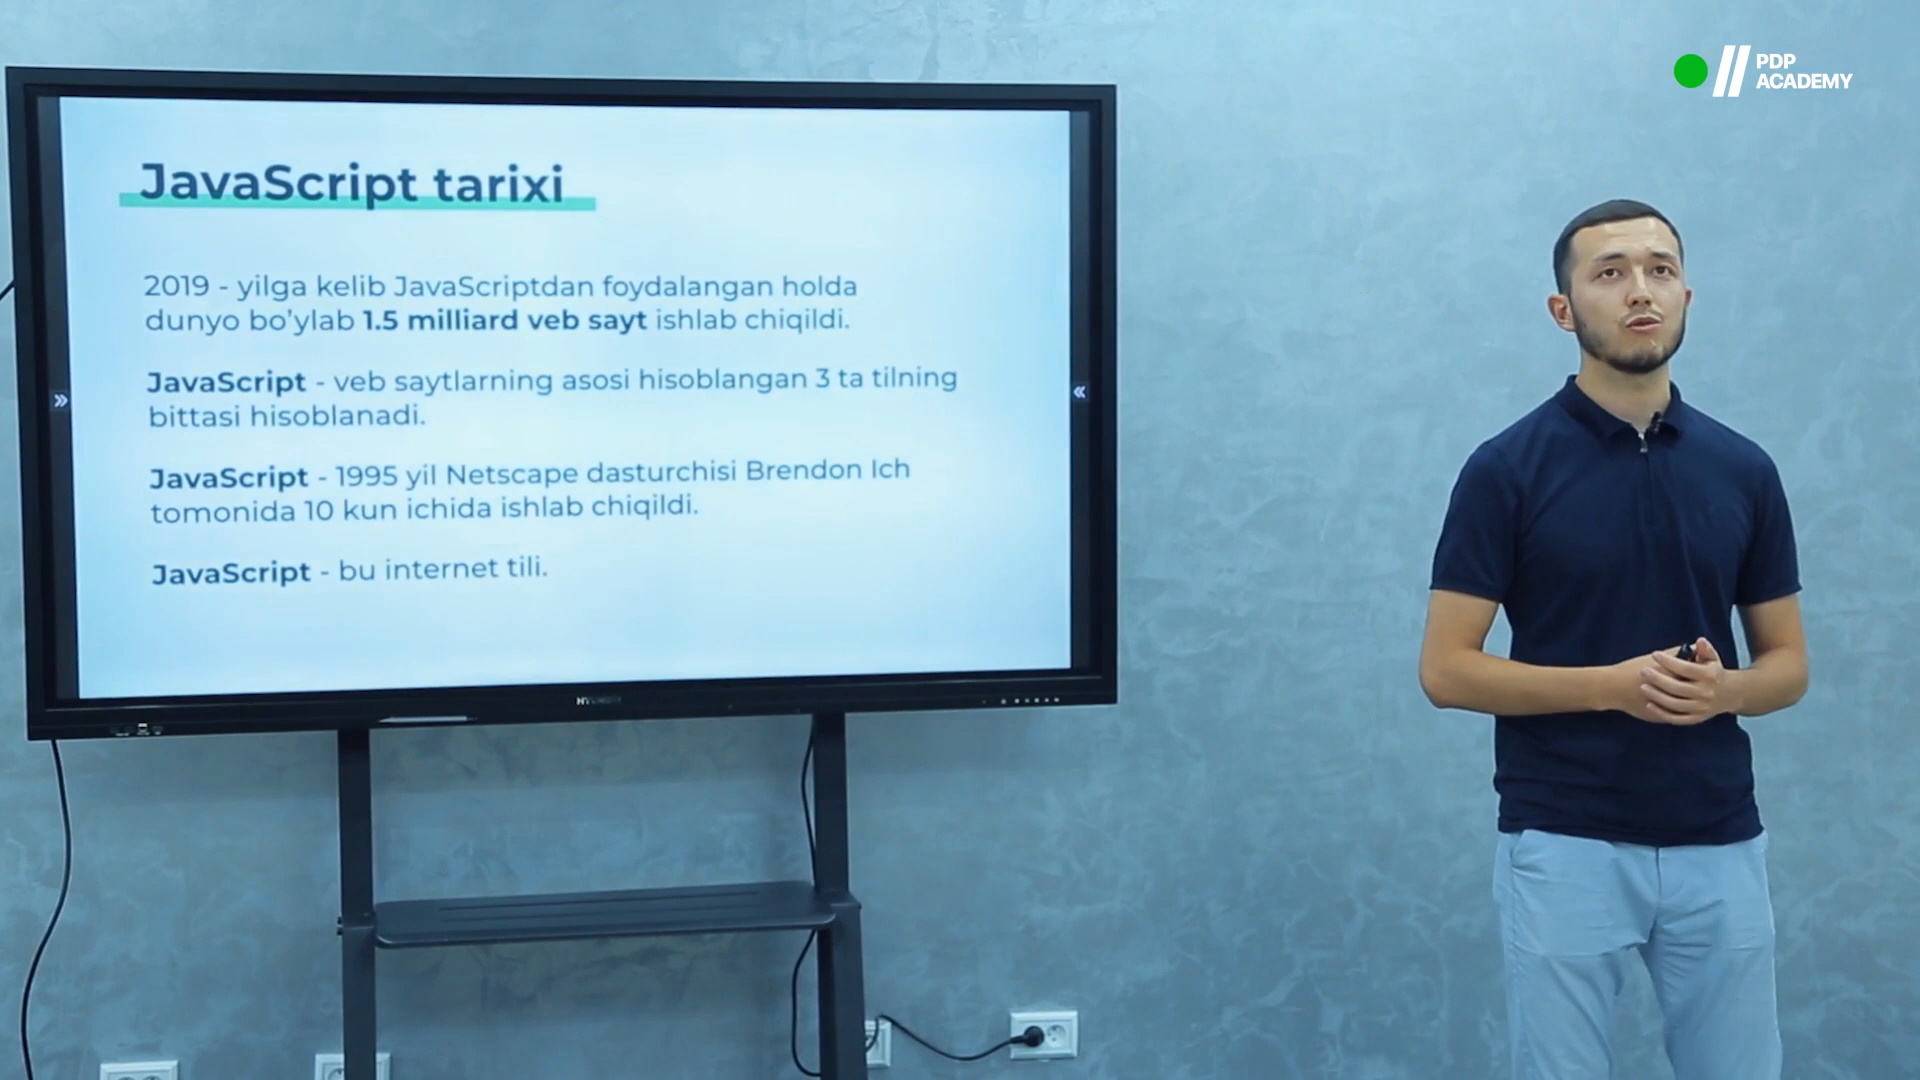 PDP
ACADEMY
JavaScript tarixi
2019 - yilga kelib JavaScriptdan foydalangan holda
dunyo bo'ylab 1.5 milliard veb sayt ishlab chiqildi.
JavaScript - veb saytlarning asosi hisoblangan 3 ta tilning
bittasi hisoblanadi.
JavaScript - 1995 yil Netscape dasturchisi Brendon Ich
tomonida 10 kun ichida ishlab chiqildi.
JavaScript - bu internet tili.
HYUNDAI